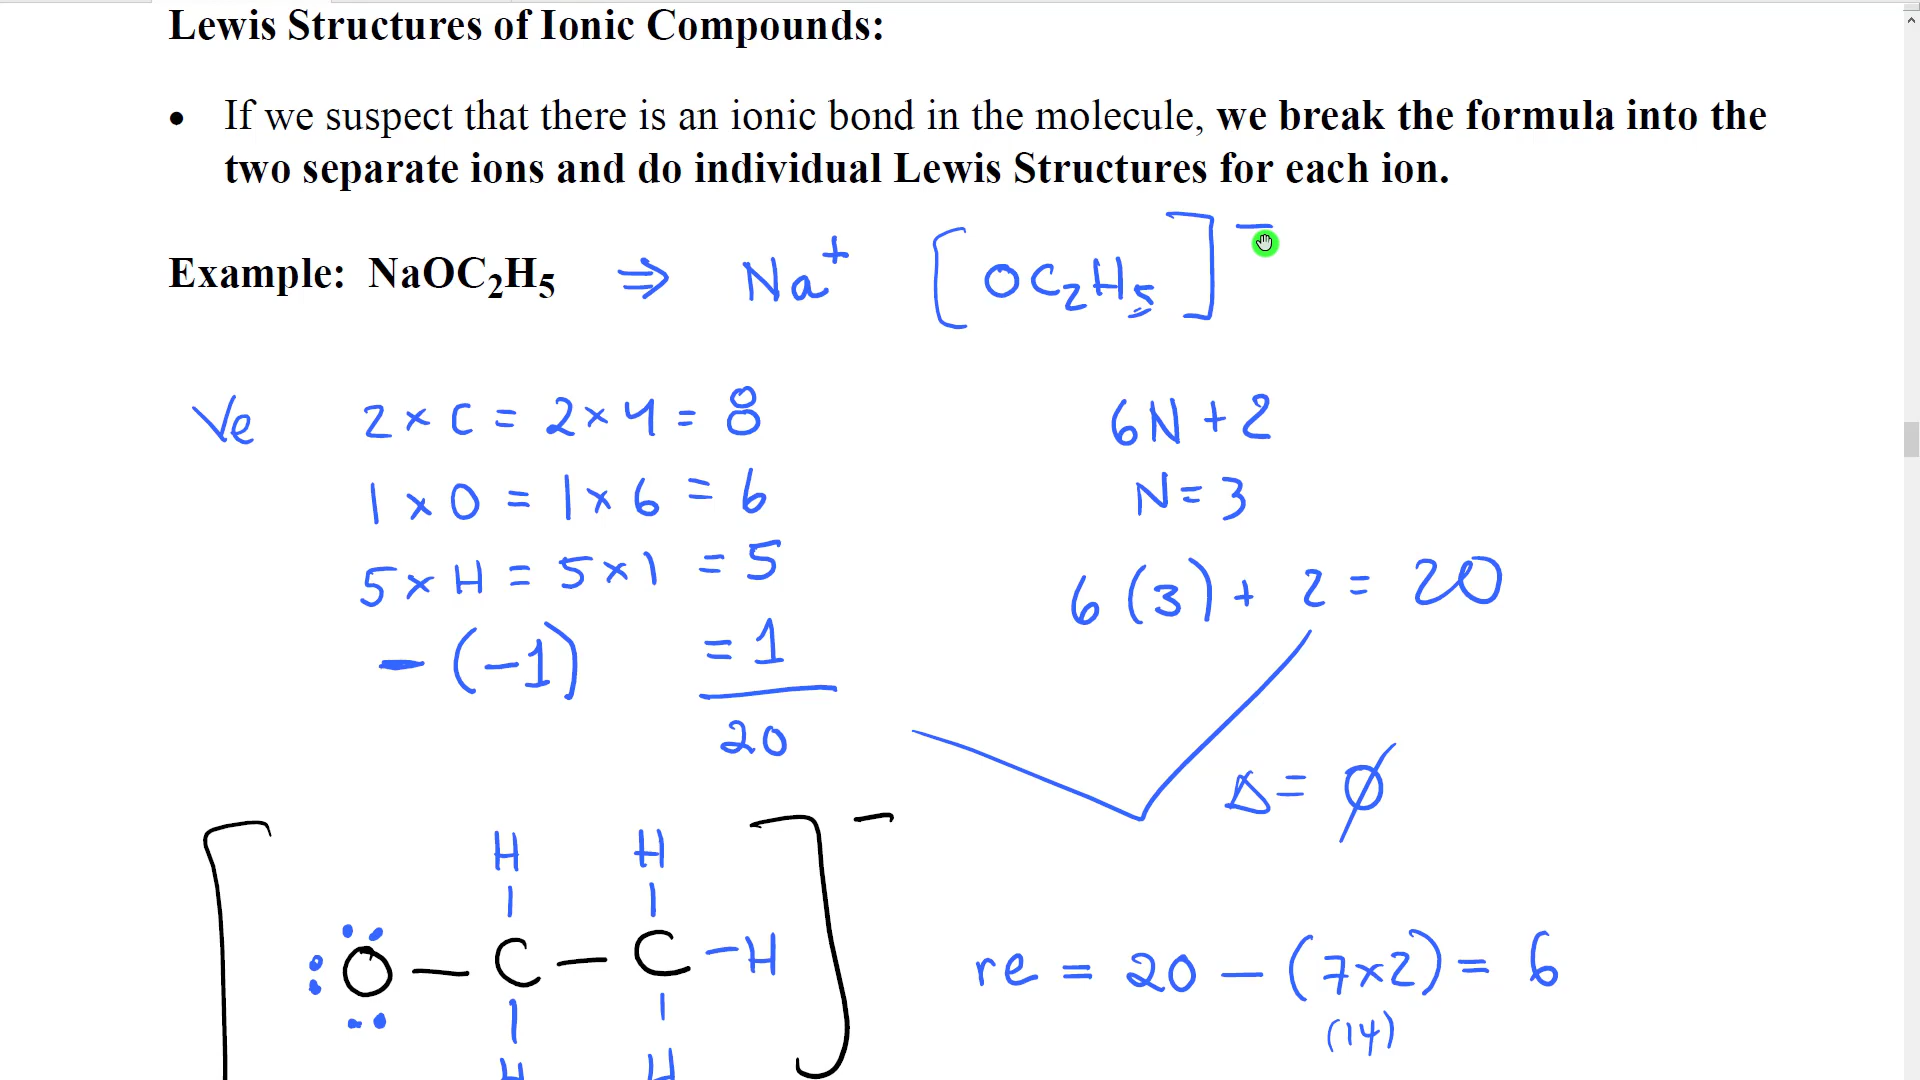 Lewis Structures of Ionic Compounds:
• If we suspect that there is an ionic bond in the molecule, we break the formula into the
two separate ions and do individual Lewis Structures for each ion.
Example: NaOC₂H₅ ⇒ Na⁺ [OC₂H₅]⁻
Ve 2 × C = 2 × 4 = 8
1 × O = 1 × 6 = 6
5 × H = 5 × 1 = 5
- (-1) = 1
20
6N + 2
N = 3
6 (3) + 2 = 20
Δ = ∅
H H
O - C - C - H
H H
re = 20 - (7×2) = 6
(14)